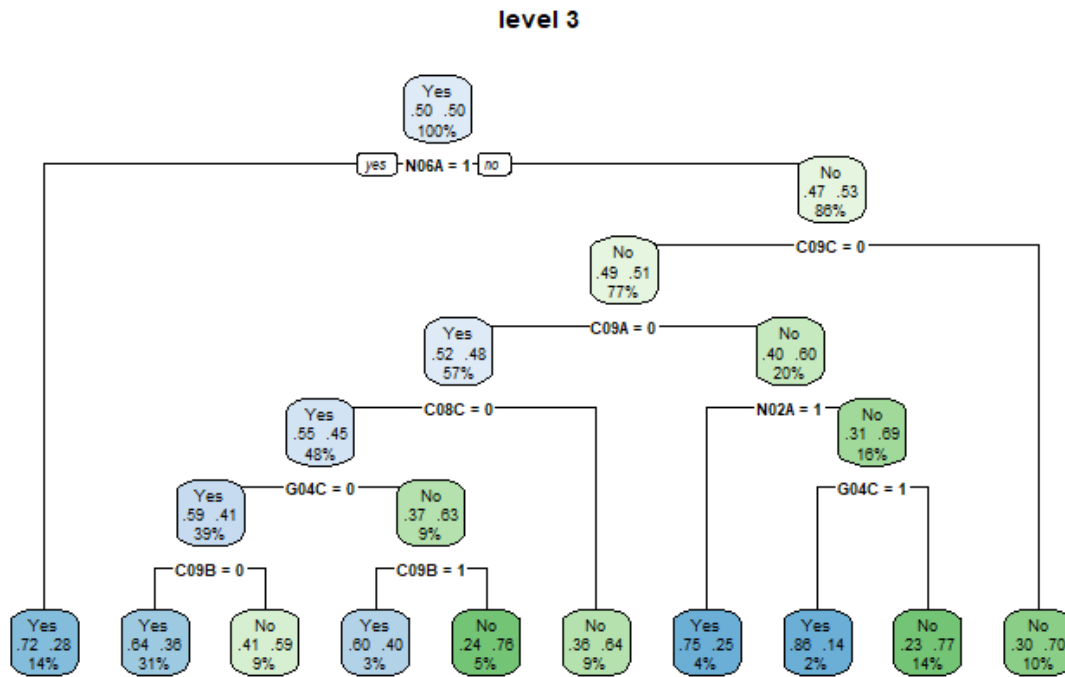 level 3
Yes
.50 .50
100%
yes N06A = 1 no
No
.47 .53
86%
C09C = 0
No
.49 .51
77%
C09A = 0
Yes
.52 .48
57%
No
.40 .60
20%
C08C = 0
N02A = 1
Yes
.55 .45
48%
No
.31 .69
16%
G04C = 0
G04C = 1
Yes
.59 .41
39%
No
.37 .63
9%
C09B = 0
C09B = 1
Yes
.72 .28
14%
Yes
.64 .36
31%
No
.41 .59
9%
Yes
.60 .40
3%
No
.24 .76
5%
No
.36 .64
9%
Yes
.75 .25
4%
Yes
.86 .14
2%
No
.23 .77
14%
No
.30 .70
10%